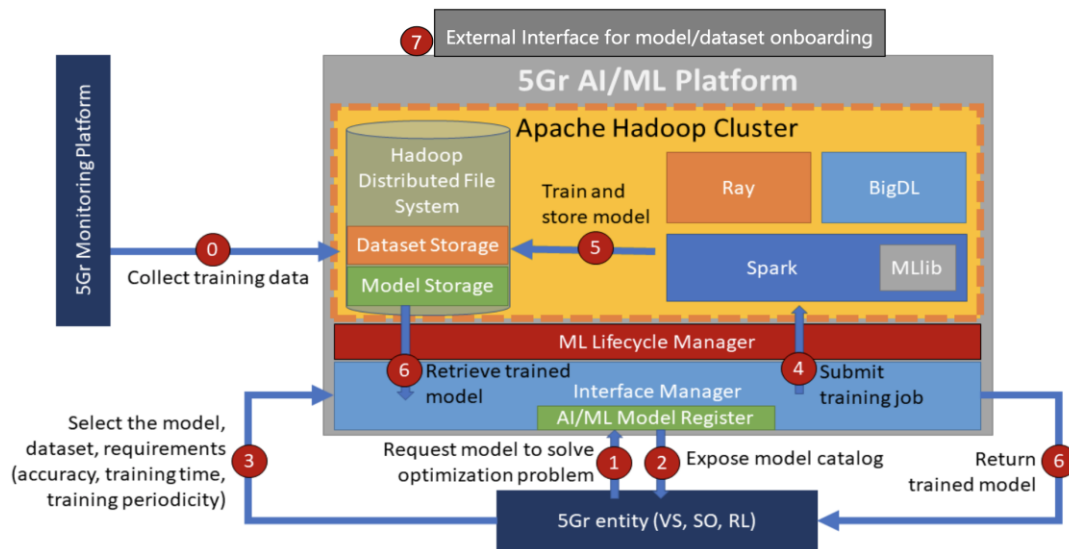 7
External Interface for model/dataset onboarding
5Gr AI/ML Platform
5Gr Monitoring Platform
Apache Hadoop Cluster
Hadoop
Distributed File
System
Dataset Storage
Model Storage
0
Collect training data
Train and
store model
5
Ray
BigDL
Spark
MLlib
ML Lifecycle Manager
6
Retrieve trained
model
Interface Manager
4
Submit
training job
AI/ML Model Register
Select the model,
dataset, requirements
(accuracy, training time,
training periodicity)
3
Request model to solve
optimization problem
1
2
Expose model catalog
Return
trained model
6
5Gr entity (VS, SO, RL)